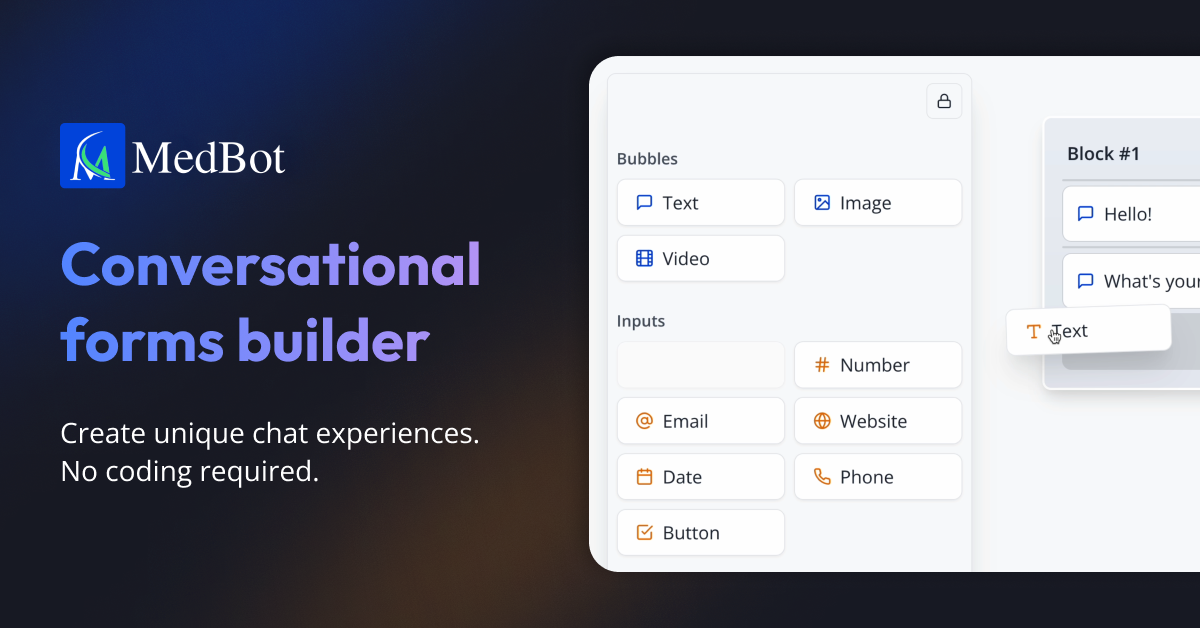 MedBot
Conversational
forms builder
Create unique chat experiences.
No coding required.
Bubbles
Text
Image
Video
Inputs
Number
Email
Website
Date
Phone
Button
Block #1
Hello!
What's your
Text